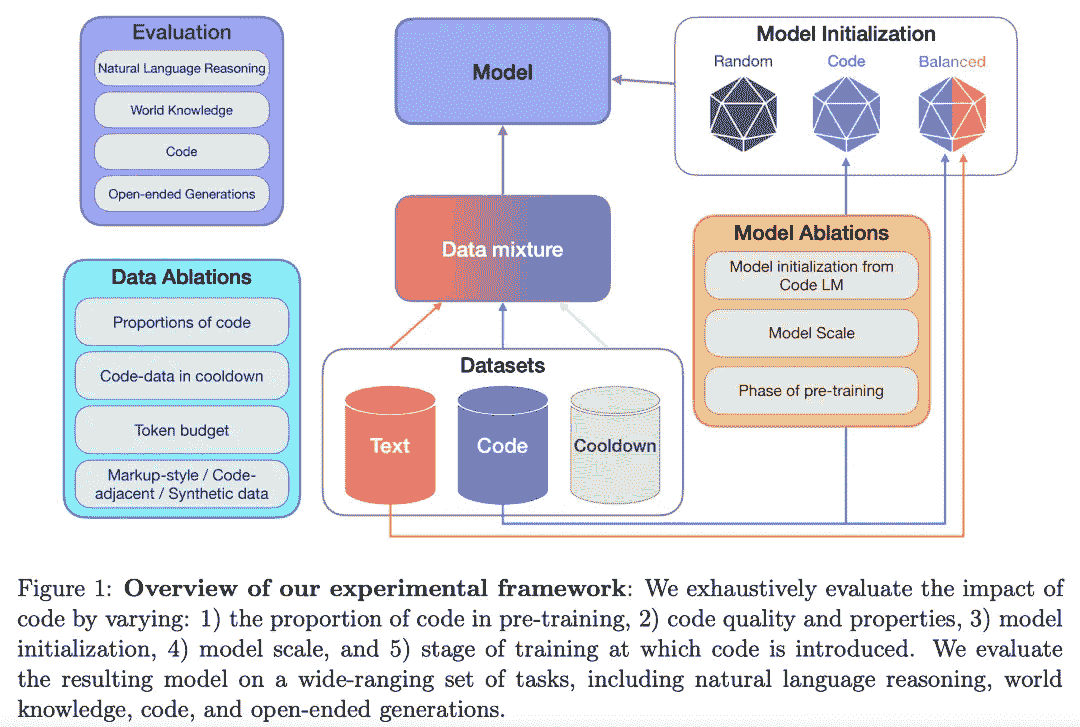 Evaluation
Natural Language Reasoning
World Knowledge
Code
Open-ended Generations
Data Ablations
Proportions of code
Code-data in cooldown
Token budget
Markup-style / Code-
adjacent / Synthetic data
Model
Data mixture
Datasets
Text
Code
Cooldown
Model Initialization
Random
Code
Balanced
Model Ablations
Model initialization from
Code LM
Model Scale
Phase of pre-training
Figure 1: Overview of our experimental framework: We exhaustively evaluate the impact of
code by varying: 1) the proportion of code in pre-training, 2) code quality and properties, 3) model
initialization, 4) model scale, and 5) stage of training at which code is introduced. We evaluate
the resulting model on a wide-ranging set of tasks, including natural language reasoning, world
knowledge, code, and open-ended generations.